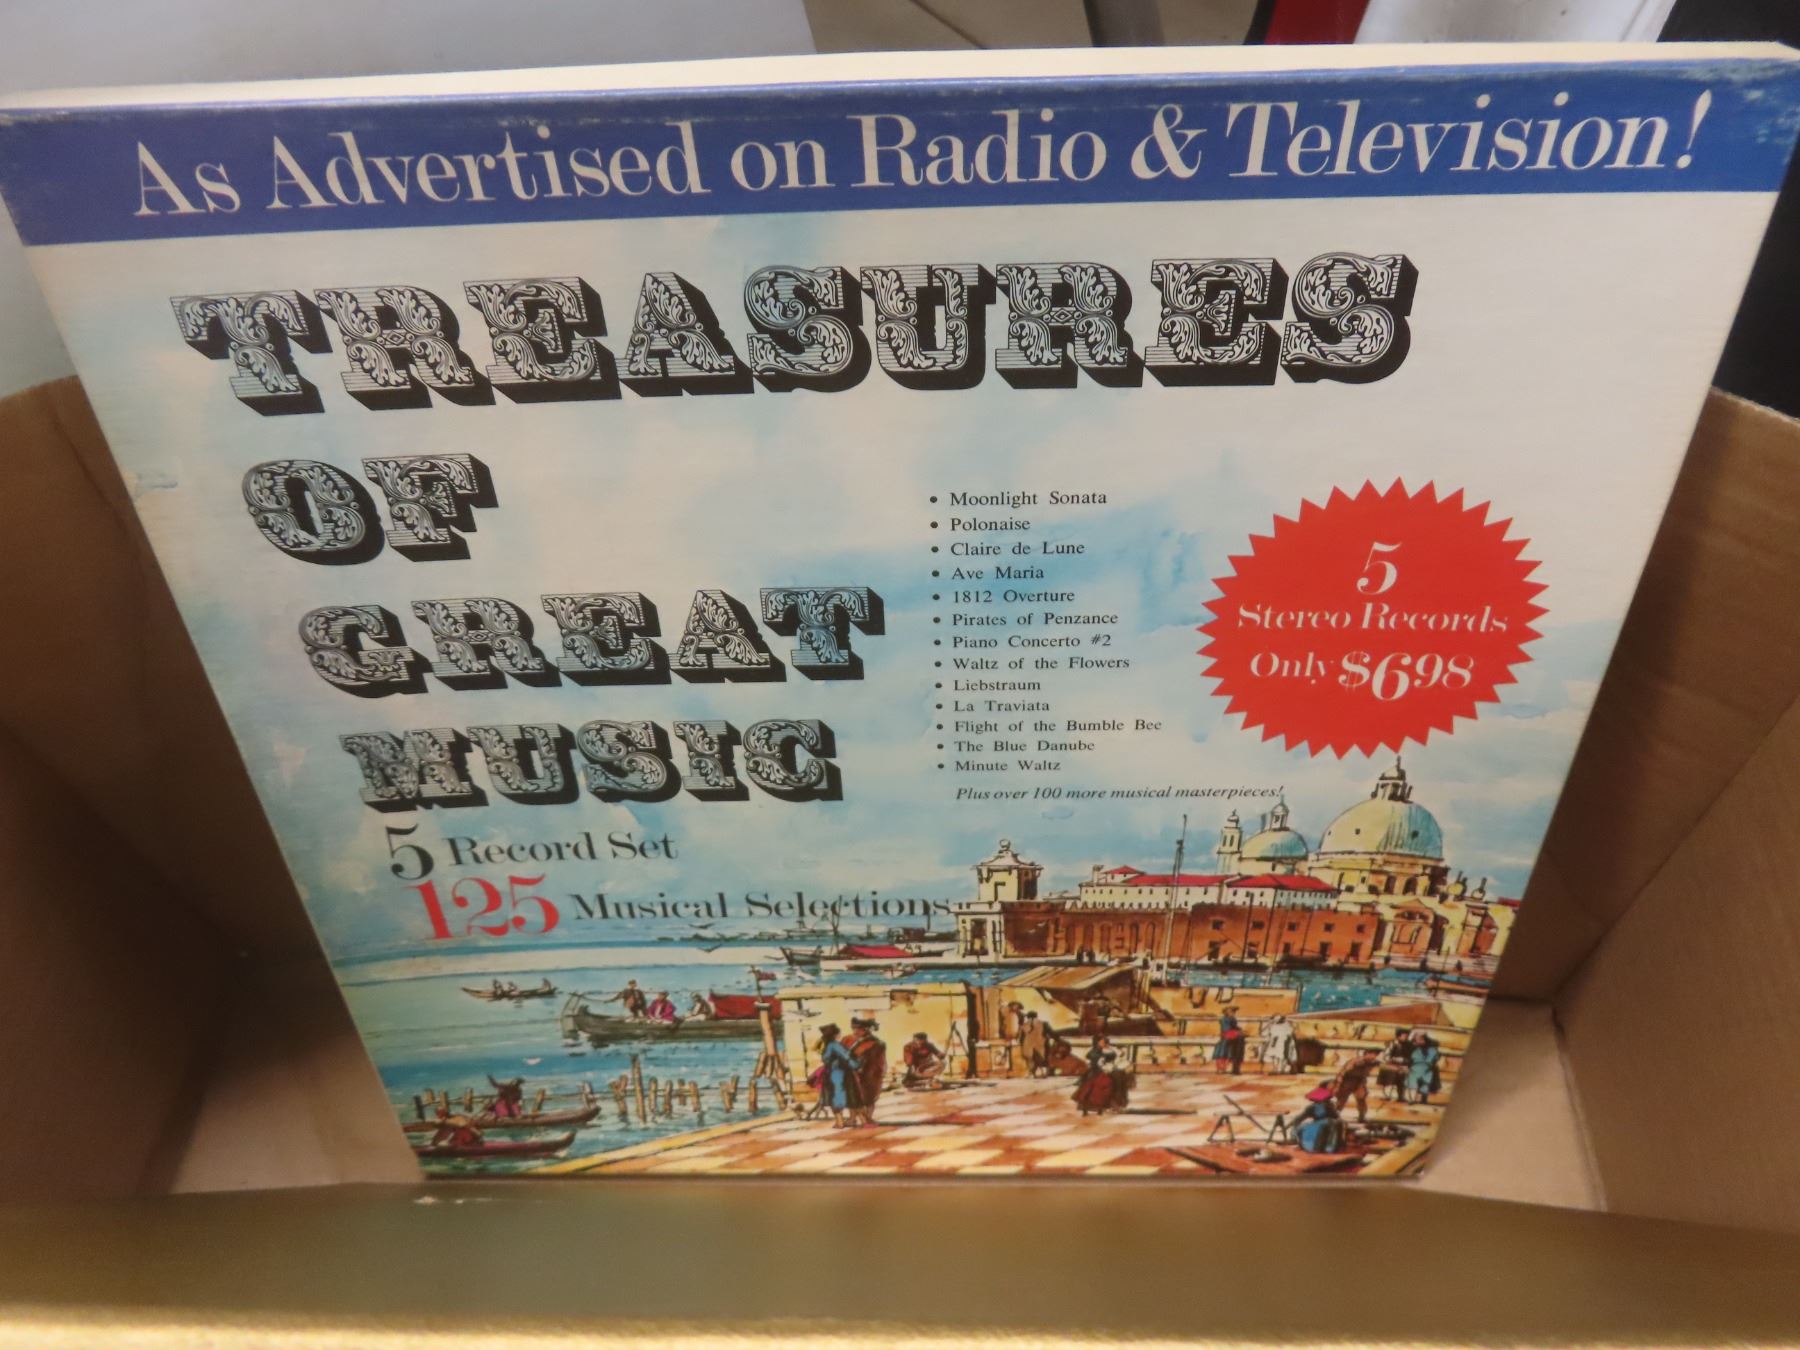 As Advertised on Radio & Television!
TREASURES
OF
GREAT
MUSIC
5 Record Set
125 Musical Selections
• Moonlight Sonata
• Polonaise
• Claire de Lune
• Ave Maria
• 1812 Overture
• Pirates of Penzance
• Piano Concerto #2
• Waltz of the Flowers
• Liebstraum
• La Traviata
• Flight of the Bumble Bee
• The Blue Danube
• Minute Waltz
Plus over 100 more musical masterpieces!
5
Stereo Records
Only $698